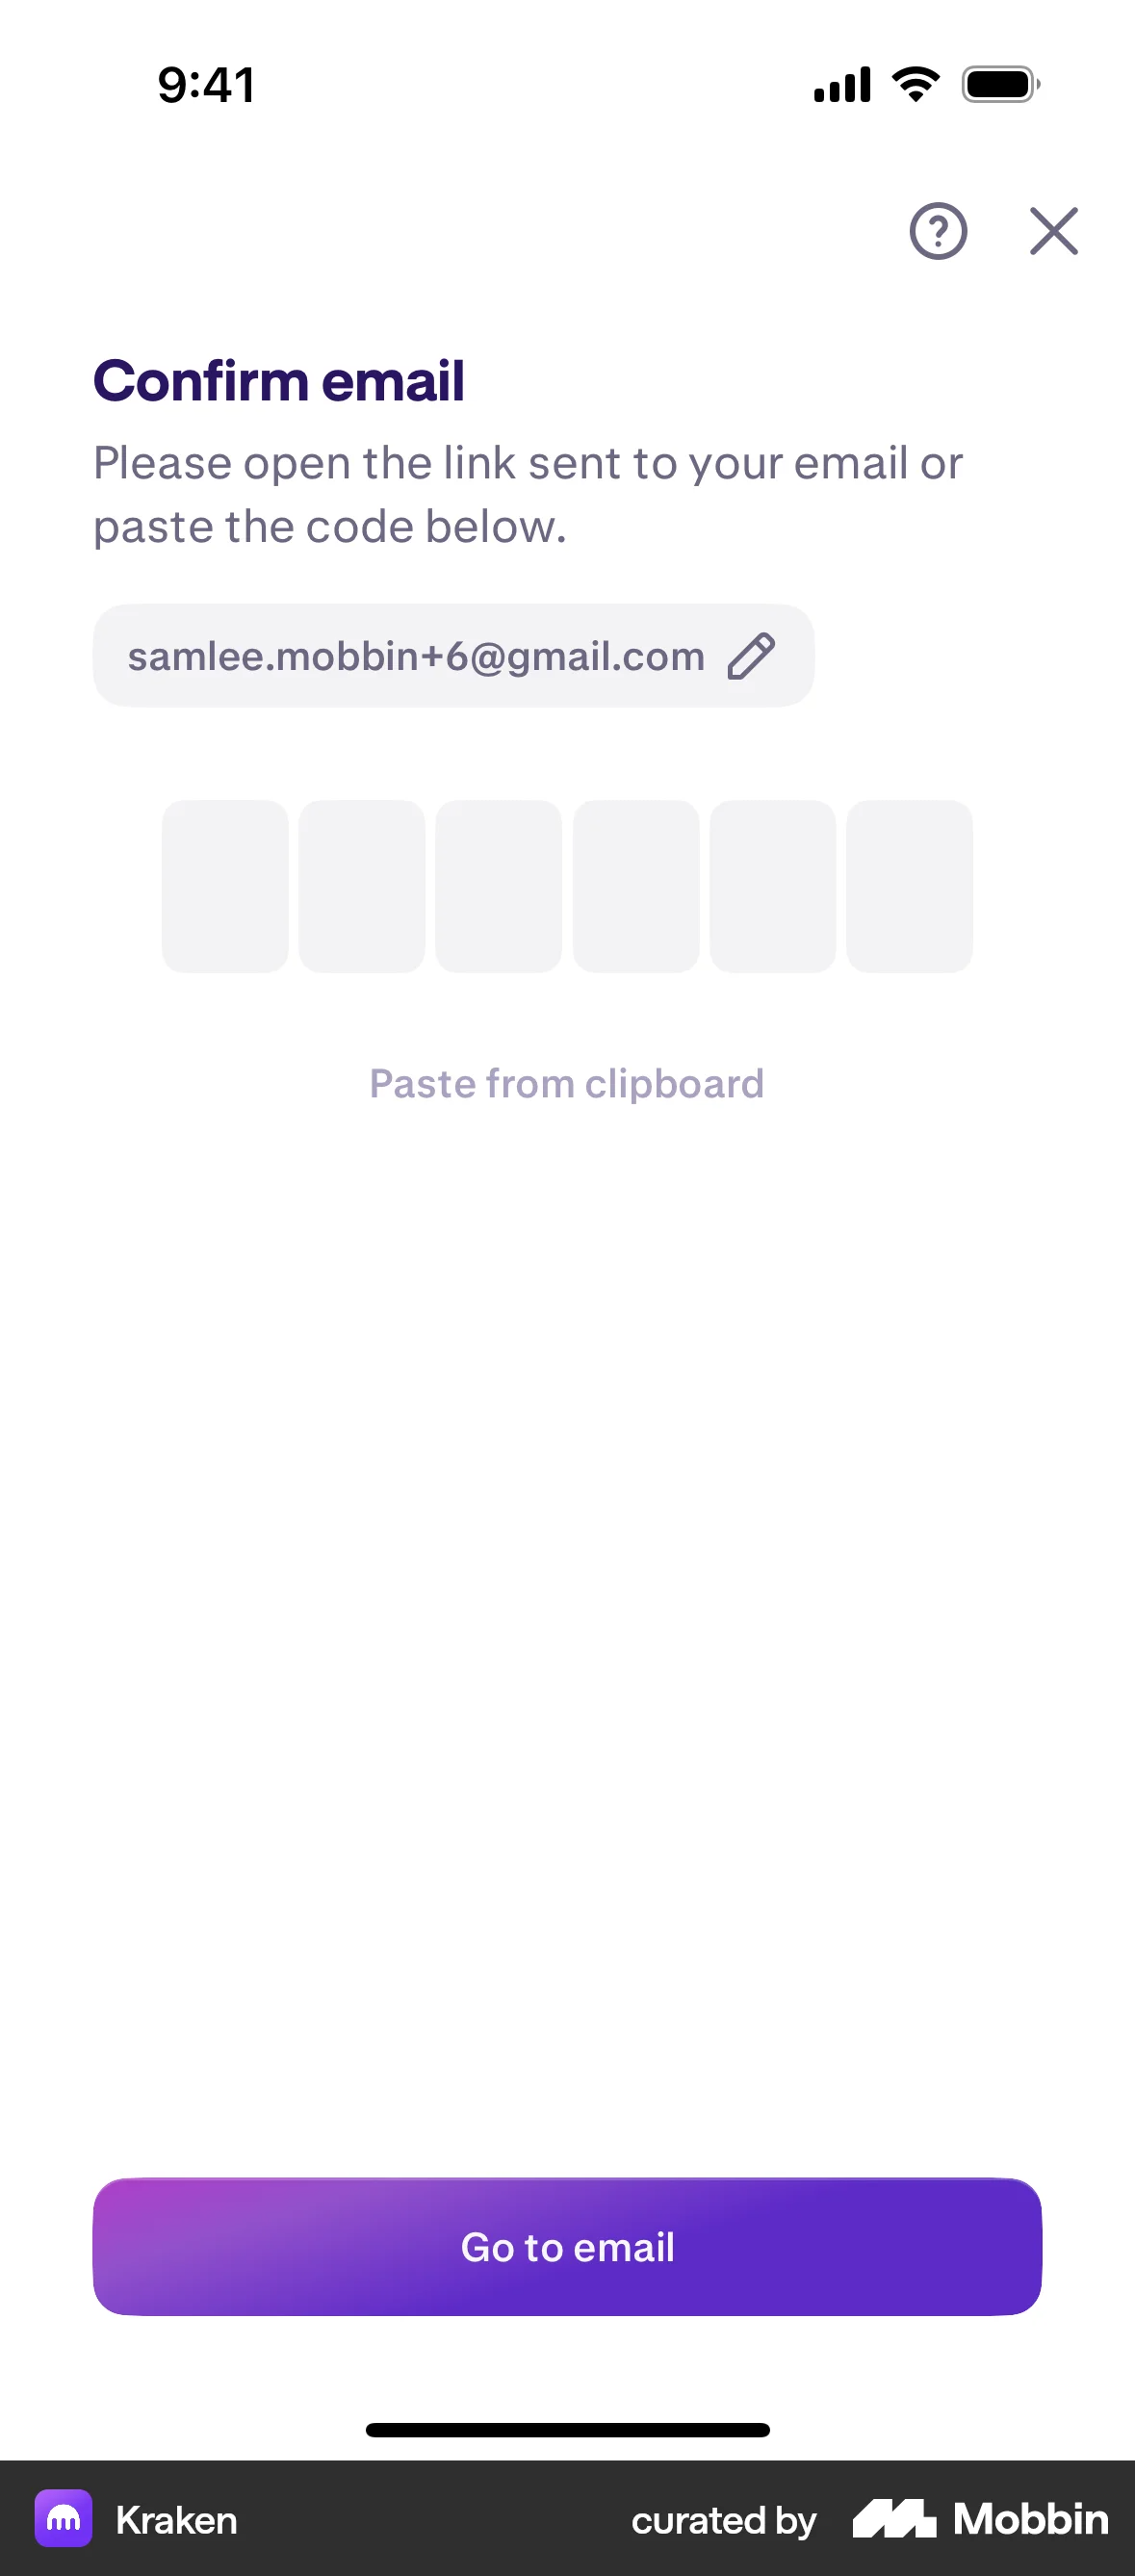 9:41
Confirm email
Please open the link sent to your email or
paste the code below.
samlee.mobbin+6@gmail.com
Paste from clipboard
Go to email
Kraken
curated by Mobbin